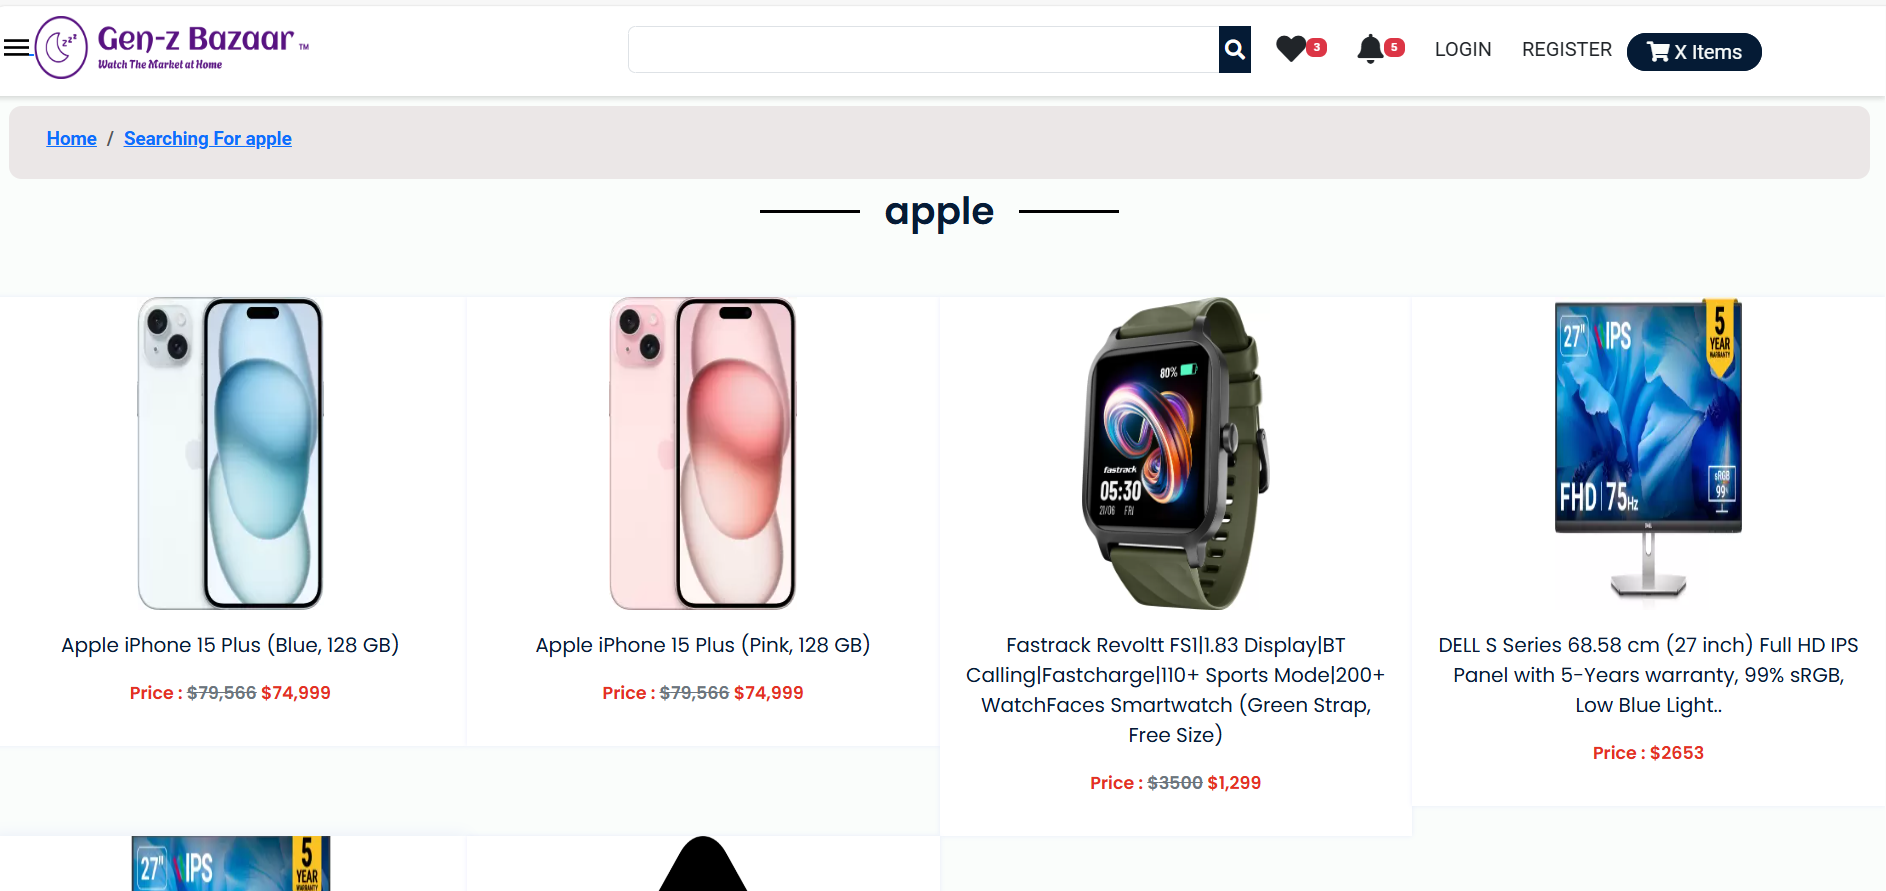 Gen-z Bazaar ™
Watch The Market at Home
3
5
LOGIN
REGISTER
X Items
Home / Searching For apple
apple
80%
fastrack
05:30
21/06 FRI
27" IPS
5
YEAR
WARRANTY
sRGB
99%
FHD | 75Hz
DELL
Apple iPhone 15 Plus (Blue, 128 GB)
Price : $79,566 $74,999
Apple iPhone 15 Plus (Pink, 128 GB)
Price : $79,566 $74,999
Fastrack Revoltt FS1|1.83 Display|BT
Calling|Fastcharge|110+ Sports Mode|200+
WatchFaces Smartwatch (Green Strap,
Free Size)
Price : $3500 $1,299
DELL S Series 68.58 cm (27 inch) Full HD IPS
Panel with 5-Years warranty, 99% sRGB,
Low Blue Light..
Price : $2653
27" IPS
5
YEAR
WARRANTY